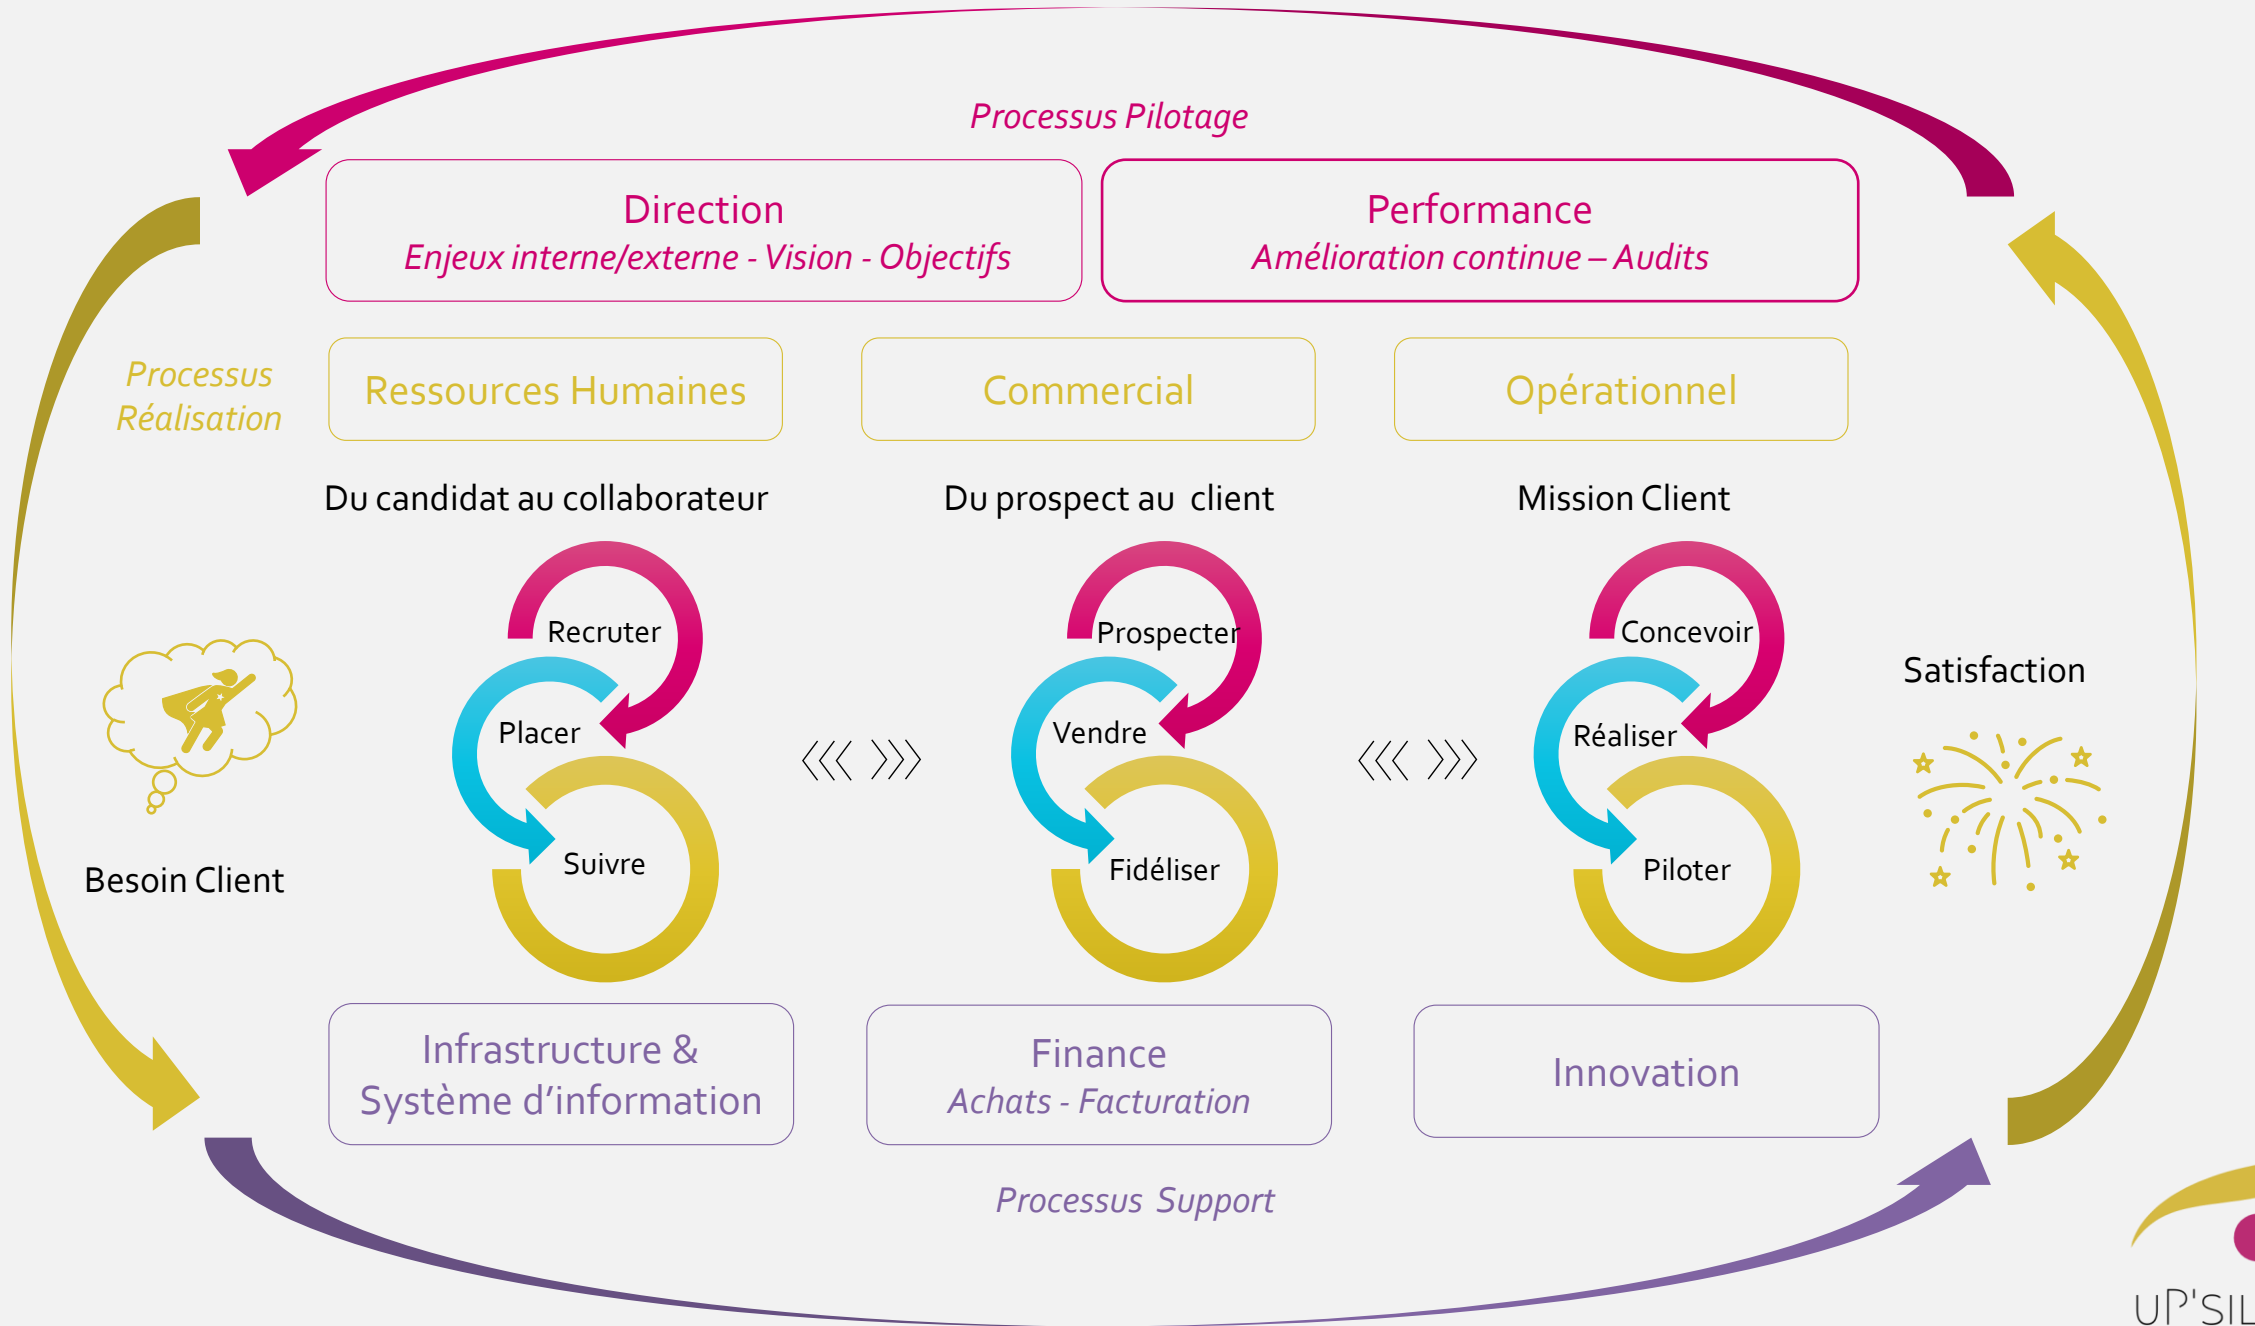 Processus Pilotage
Direction
Enjeux interne/externe - Vision - Objectifs
Performance
Amélioration continue – Audits
Processus
Réalisation
Ressources Humaines
Commercial
Opérationnel
Du candidat au collaborateur
Du prospect au  client
Mission Client
Recruter
Placer
Suivre
Prospecter
Vendre
Fidéliser
Concevoir
Réaliser
Piloter
Besoin Client
Satisfaction
Infrastructure &
Système d’information
Finance
Achats - Facturation
Innovation
Processus  Support